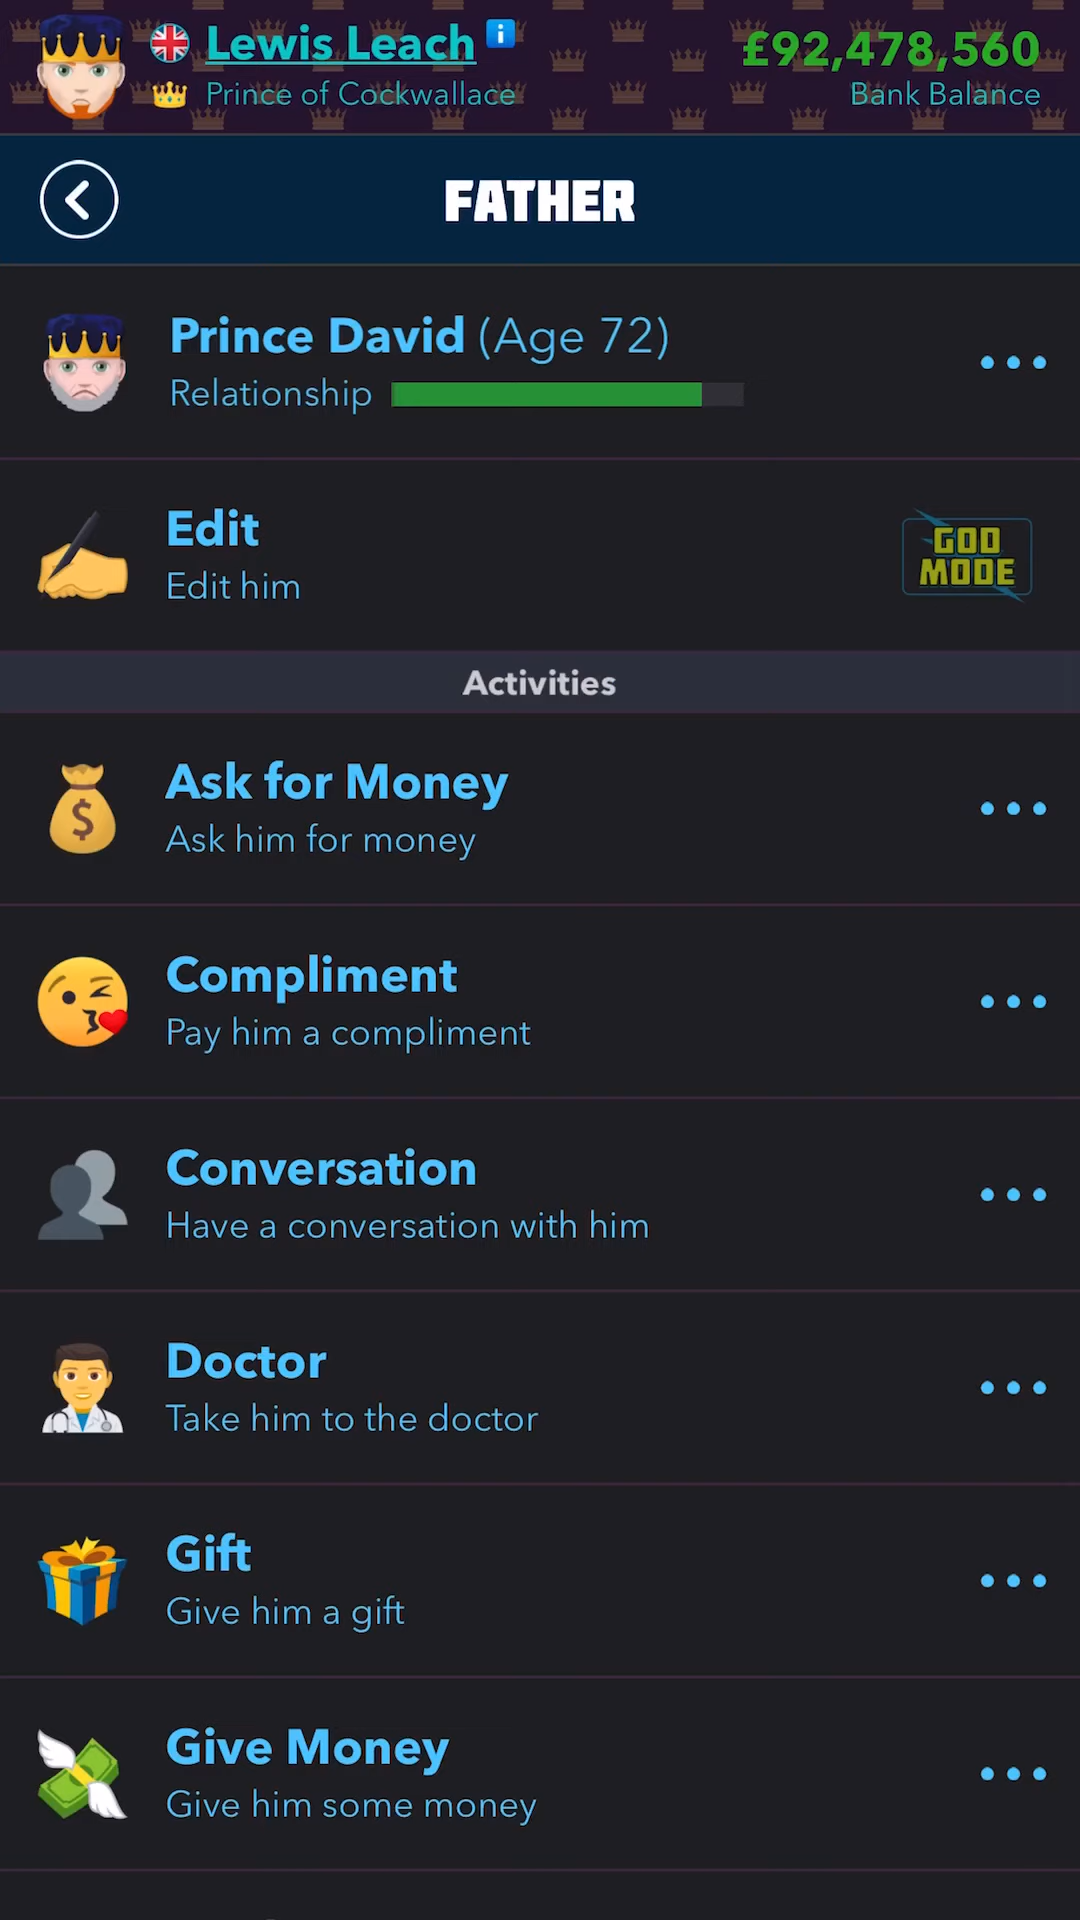 Lewis Leach
£92,478,560
Prince of Cockwallace
Bank Balance
FATHER
Prince David (Age 72)
Relationship
Edit
Edit him
GOD
MODE
Activities
Ask for Money
Ask him for money
Compliment
Pay him a compliment
Conversation
Have a conversation with him
Doctor
Take him to the doctor
Gift
Give him a gift
Give Money
Give him some money